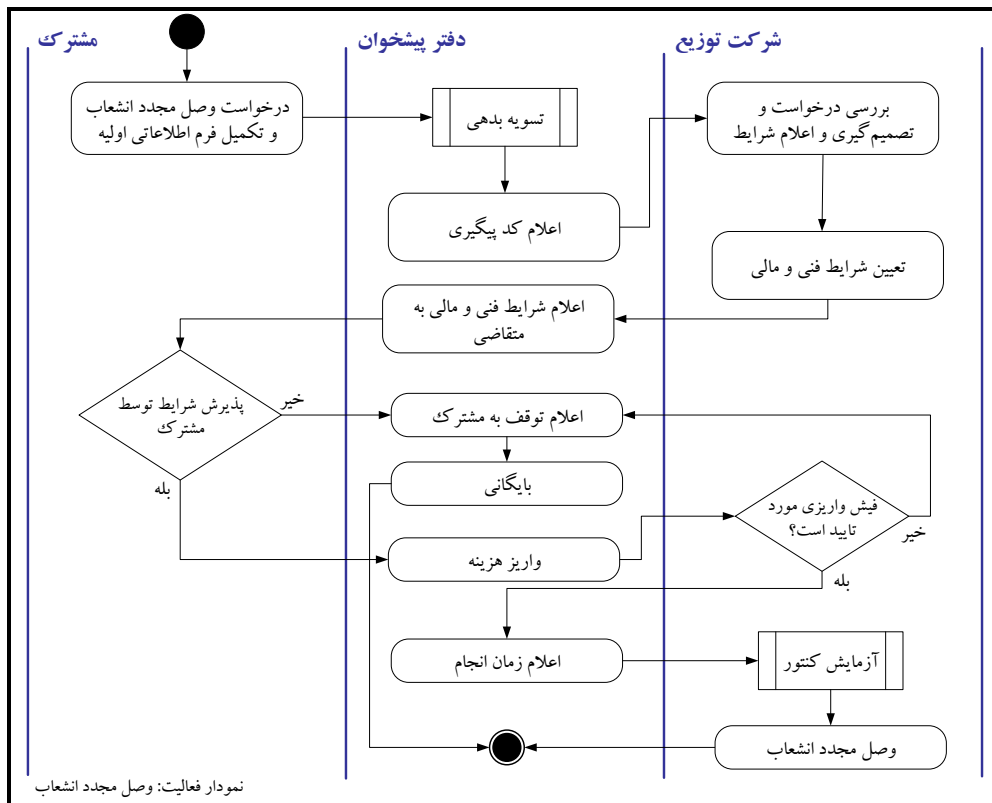 مشترك
دفتر پیشخوان
شرکت توزیع
درخواست وصل مجدد انشعاب
و تکمیل فرم اطلاعاتی اولیه
تسویه بدهی
بررسی درخواست و
تصمیم‌گیری و اعلام شرایط
اعلام کد پیگیری
تعیین شرایط فنی و مالی
اعلام شرایط فنی و مالی به
متقاضی
پذیرش شرایط توسط
مشترك
خیر
بله
اعلام توقف به مشترك
بایگانی
فیش واریزی مورد
تایید است؟
خیر
بله
واریز هزینه
اعلام زمان انجام
آزمایش کنتور
وصل مجدد انشعاب
نمودار فعالیت: وصل مجدد انشعاب